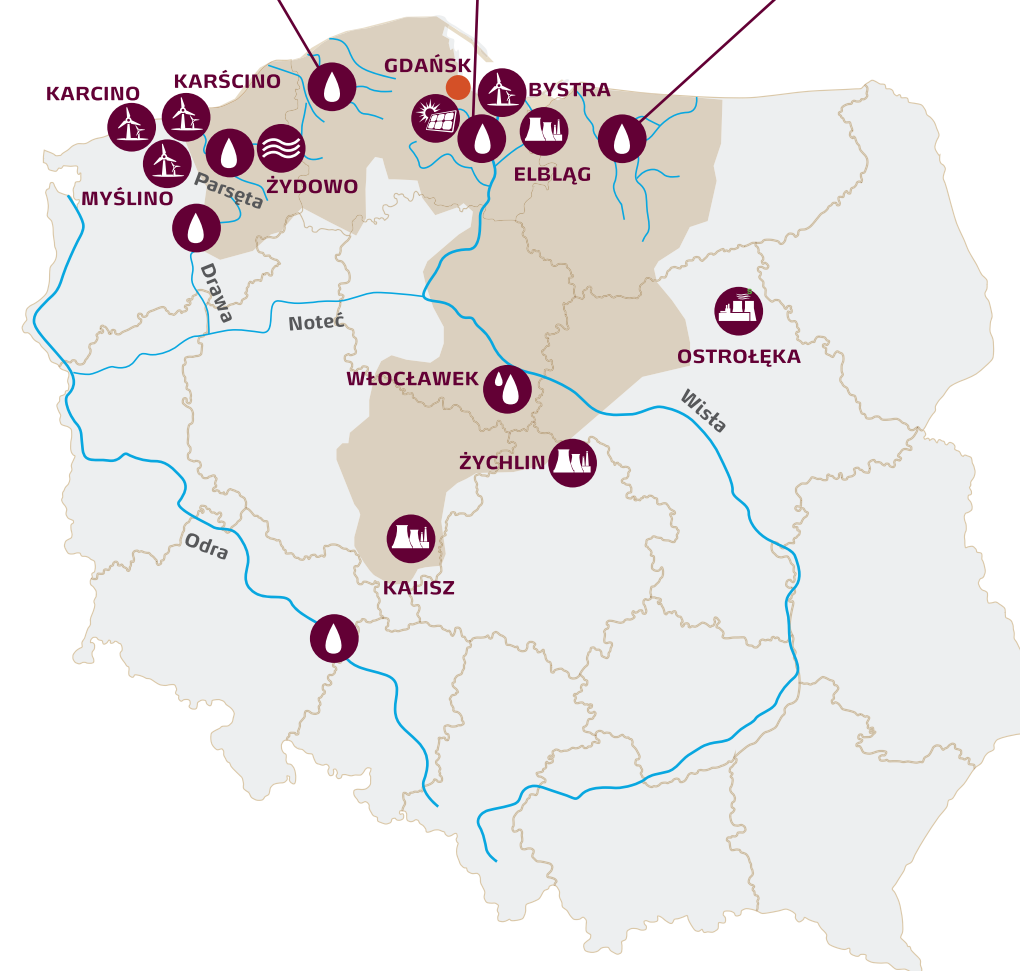 GDAŃSK
KARŚCINO
BYSTRA
KARCINO
ELBLĄG
ŻYDOWO
Parsęta
MYŚLINO
Drawa
Noteć
OSTROŁĘKA
WŁOCŁAWEK
Wisła
ŻYCHLIN
Odra
KALISZ